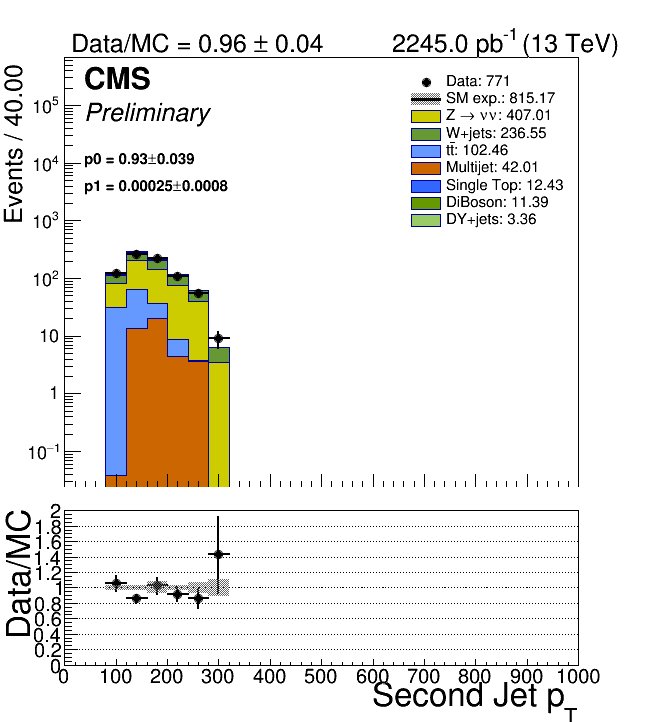 Data/MC = 0.96 ± 0.04
2245.0 pb⁻¹ (13 TeV)
CMS
Preliminary
p0 = 0.93±0.039
p1 = 0.00025±0.0008
Data: 771
SM exp.: 815.17
Z → νν: 407.01
W+jets: 236.55
tt̄: 102.46
Multijet: 42.01
Single Top: 12.43
DiBoson: 11.39
DY+jets: 3.36
Events / 40.00
10⁵
10⁴
10³
10²
10
1
10⁻¹
Data/MC
2
1.8
1.6
1.4
1.2
1
0.8
0.6
0.4
0.2
0
0 100 200 300 400 500 600 700 800 900 1000
Second Jet p_T